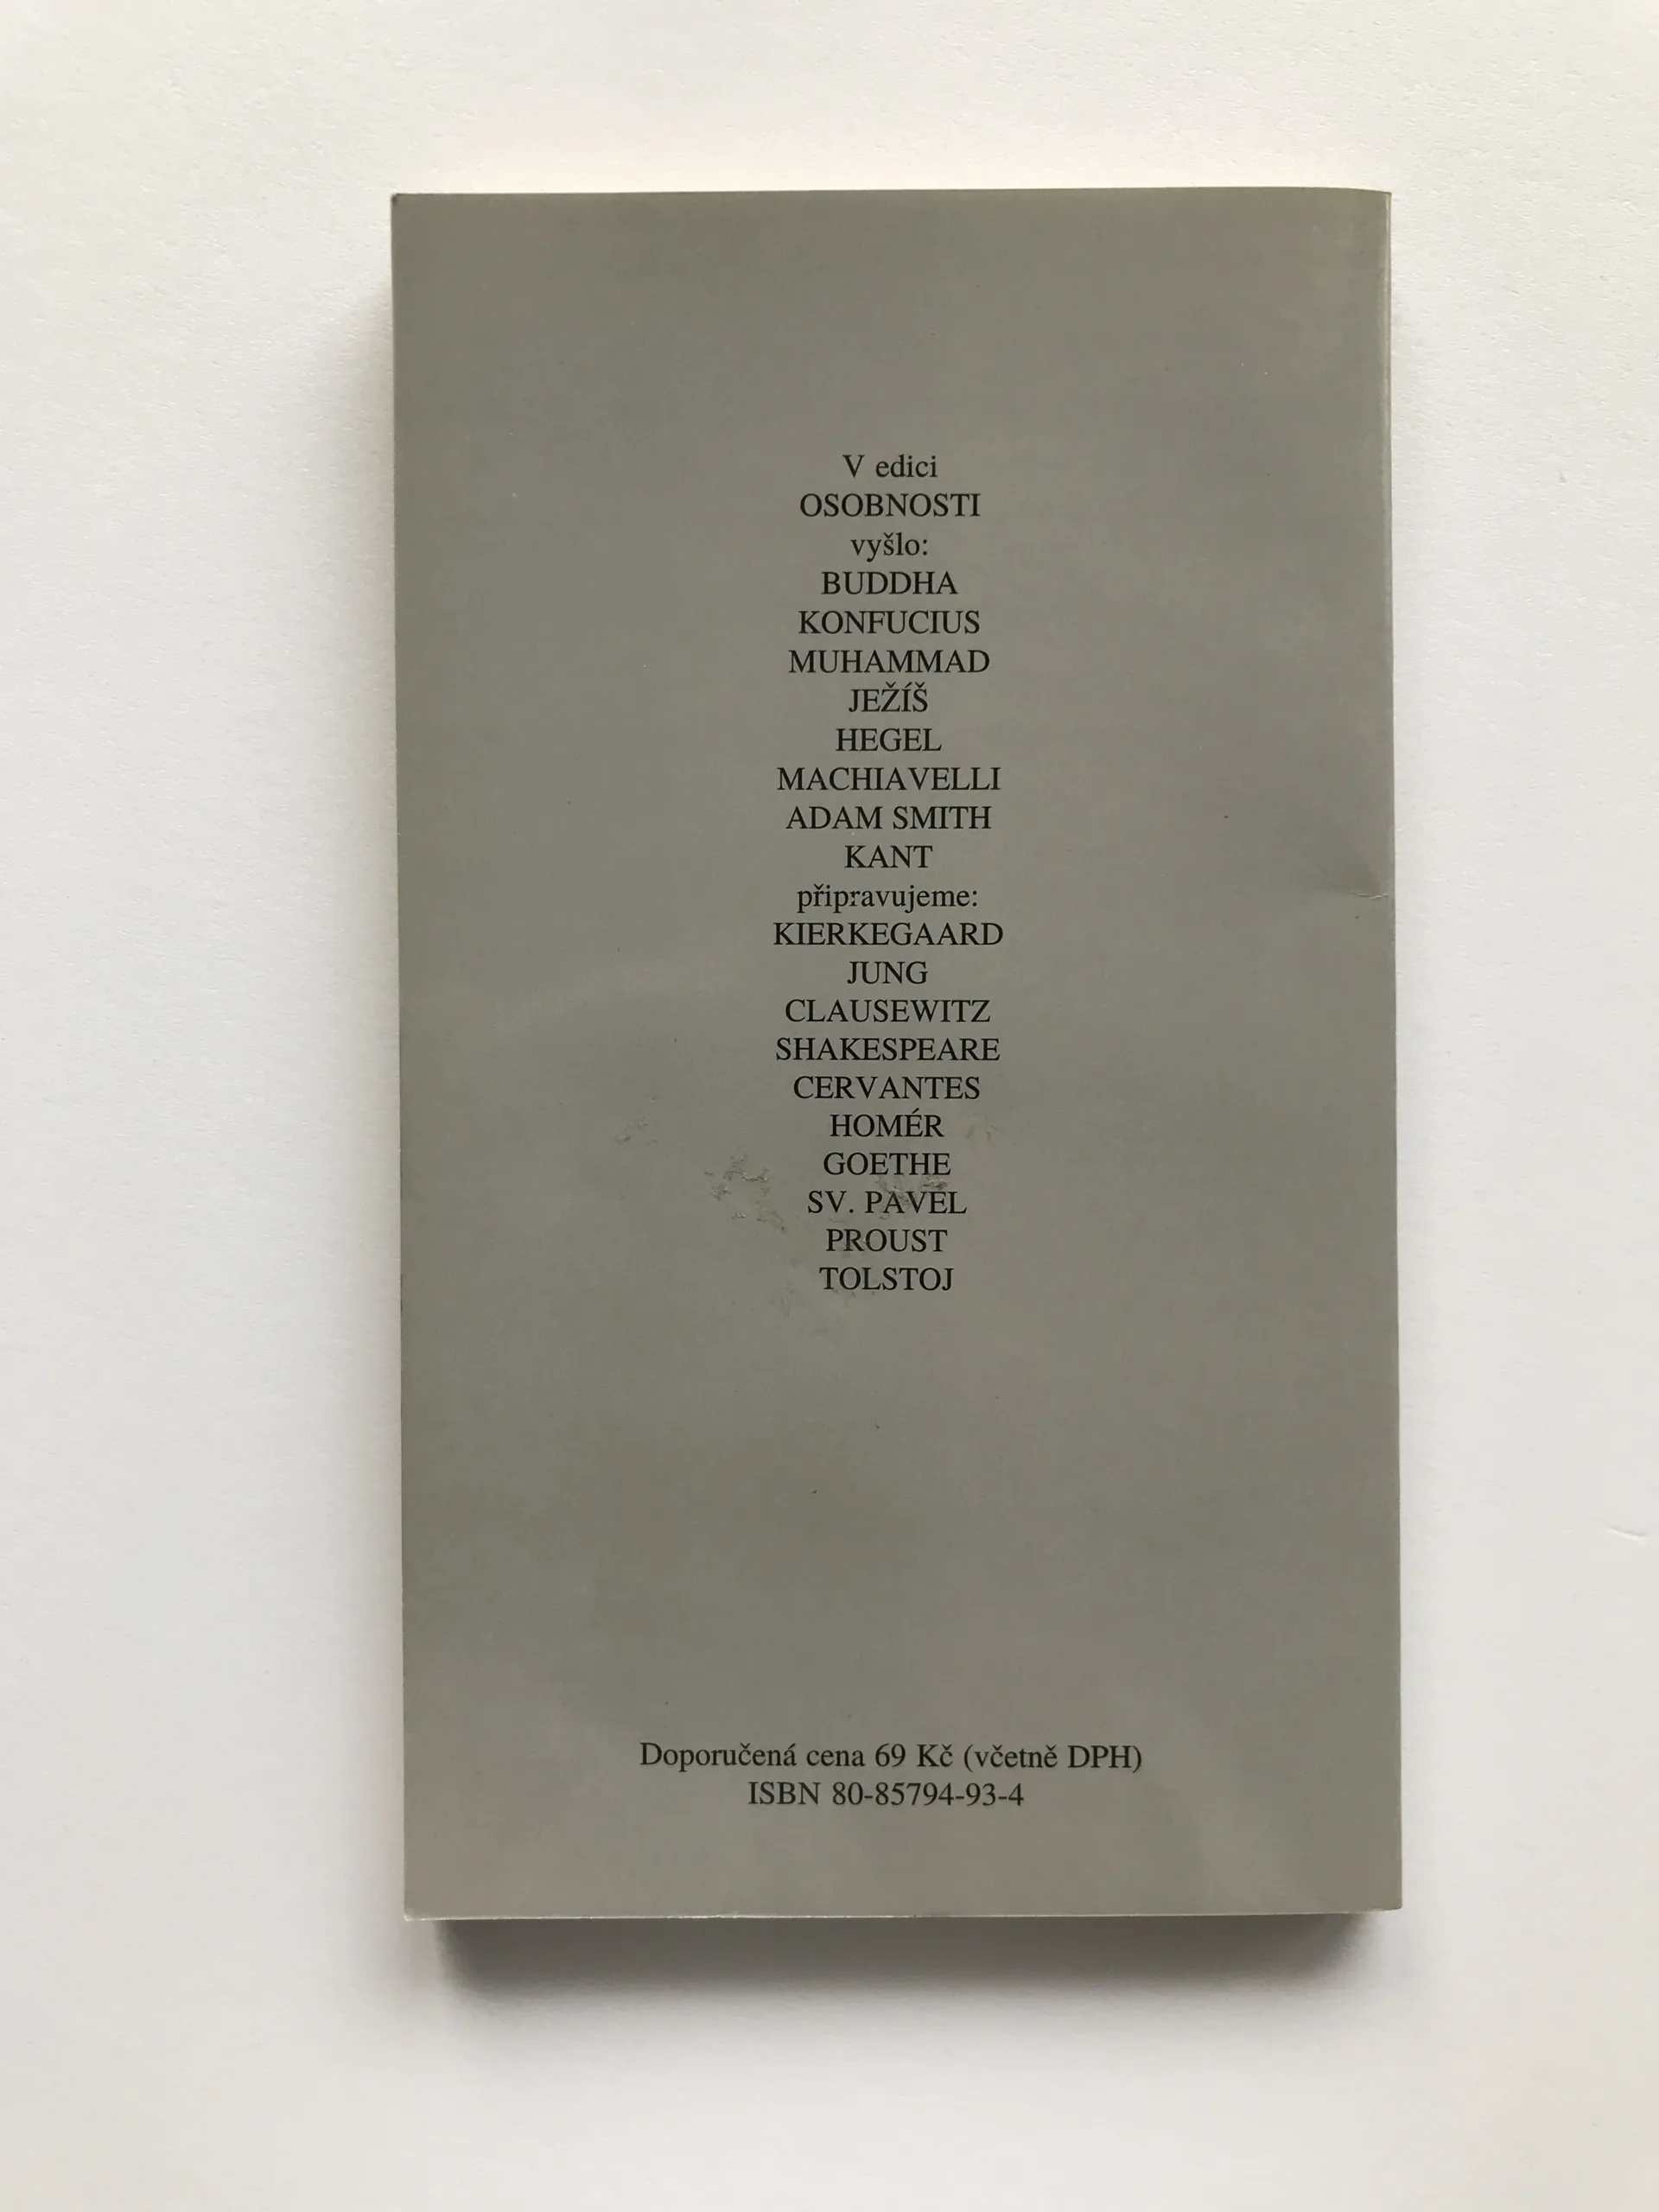 V edici
OSOBNOSTI
vyšlo:
BUDDHA
KONFUCIUS
MUHAMMAD
JEŽÍŠ
HEGEL
MACHIAVELLI
ADAM SMITH
KANT
připravujeme:
KIERKEGAARD
JUNG
CLAUSEWITZ
SHAKESPEARE
CERVANTES
HOMÉR
GOETHE
SV. PAVEL
PROUST
TOLSTOJ
Doporučená cena 69 Kč (včetně DPH)
ISBN 80-85794-93-4